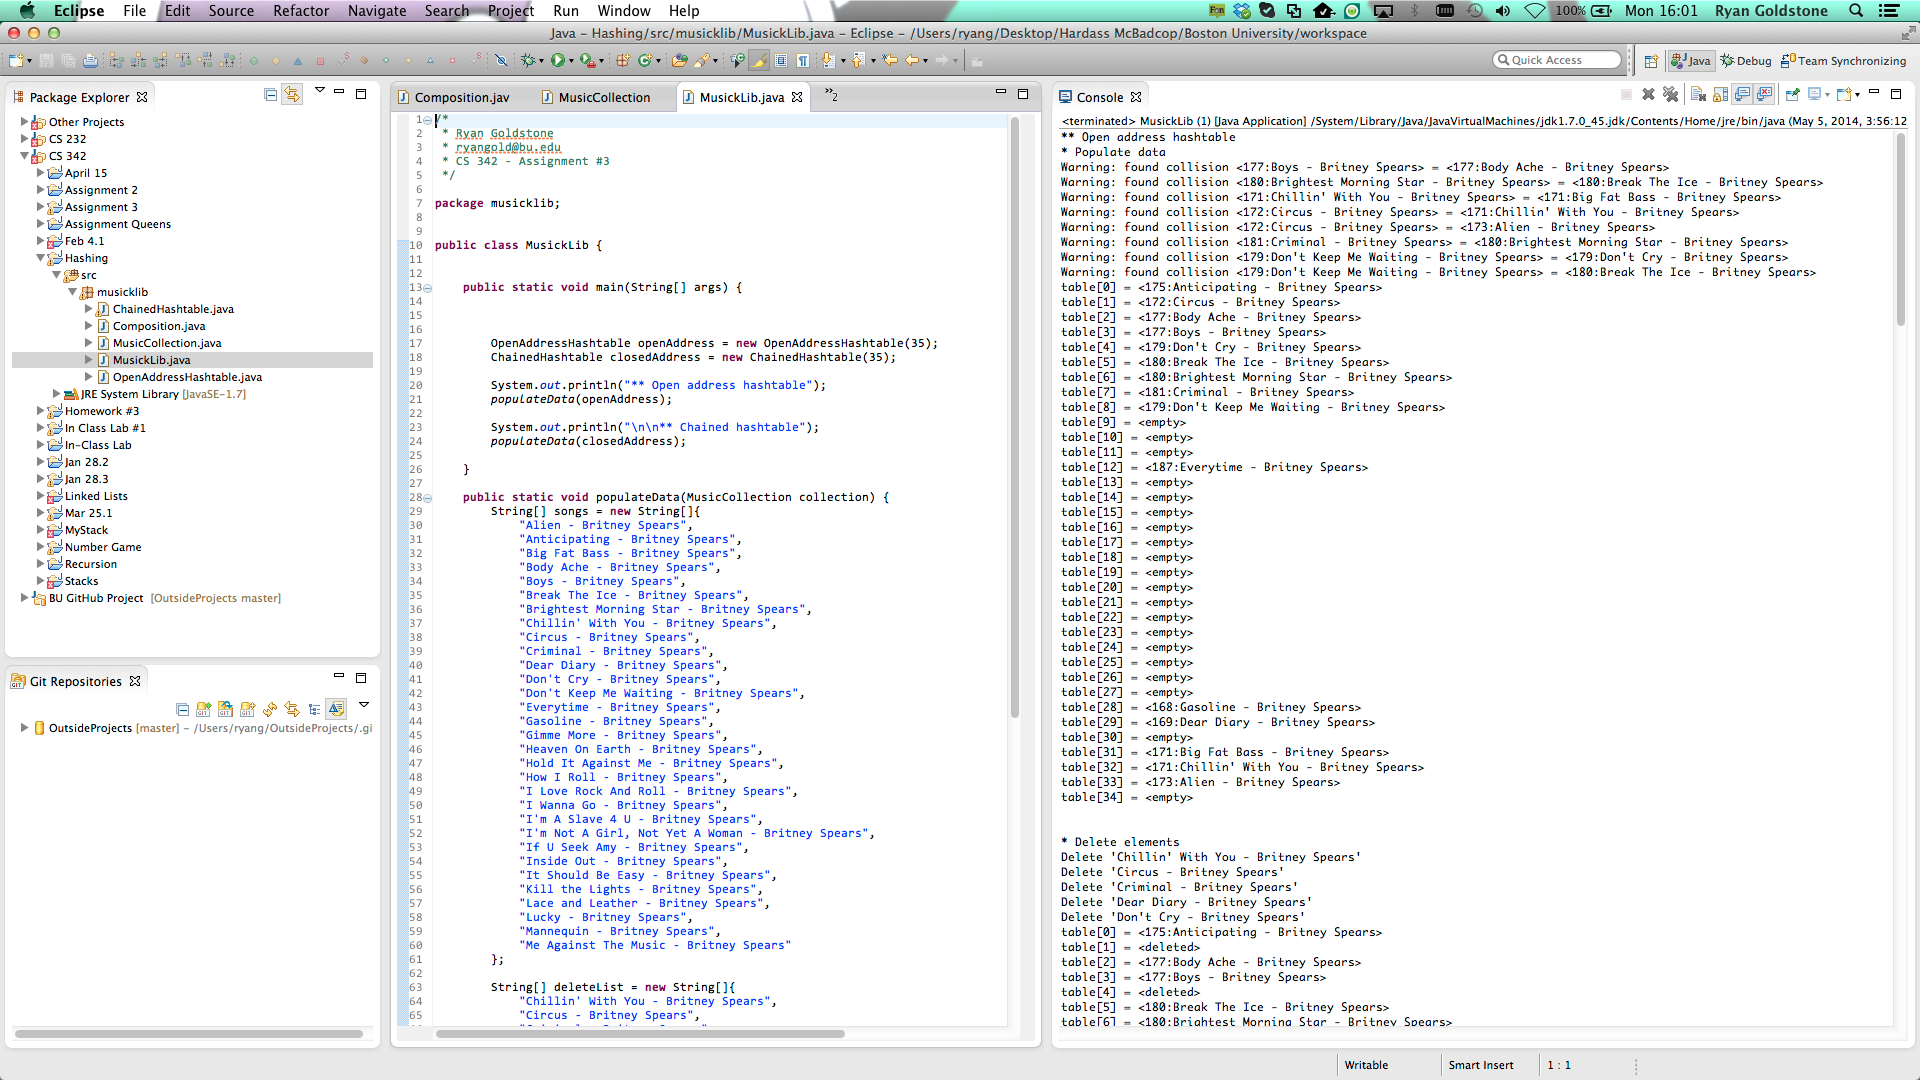 Eclipse File Edit Source Refactor Navigate Search Project Run Window Help
100% Mon 16:01 Ryan Goldstone
Java – Hashing/src/musicklib/MusickLib.java – Eclipse – /Users/ryang/Desktop/Hardass McBadcop/Boston University/workspace
Quick Access
Java
Debug
Team Synchronizing
Package Explorer
Other Projects
CS 232
CS 342
April 15
Assignment 2
Assignment 3
Assignment Queens
Feb 4.1
Hashing
src
musicklib
ChainedHashtable.java
Composition.java
MusicCollection.java
MusickLib.java
OpenAddressHashtable.java
JRE System Library [JavaSE-1.7]
Homework #3
In Class Lab #1
In-Class Lab
Jan 28.2
Jan 28.3
Linked Lists
Mar 25.1
MyStack
Number Game
Recursion
Stacks
BU GitHub Project [OutsideProjects master]
Git Repositories
OutsideProjects [master] – /Users/ryang/OutsideProjects/.gi
Composition.jav
MusicCollection
MusickLib.java
»2
1 /*
2 * Ryan Goldstone
3 * ryangold@bu.edu
4 * CS 342 - Assignment #3
5 */
6
7 package musicklib;
8
9
10 public class MusickLib {
11
12
13 public static void main(String[] args) {
14
15
16
17 OpenAddressHashtable openAddress = new OpenAddressHashtable(35);
18 ChainedHashtable closedAddress = new ChainedHashtable(35);
19
20 System.out.println("** Open address hashtable");
21 populateData(openAddress);
22
23 System.out.println("\n\n** Chained hashtable");
24 populateData(closedAddress);
25
26 }
27
28 public static void populateData(MusicCollection collection) {
29 String[] songs = new String[]{
30 "Alien - Britney Spears",
31 "Anticipating - Britney Spears",
32 "Big Fat Bass - Britney Spears",
33 "Body Ache - Britney Spears",
34 "Boys - Britney Spears",
35 "Break The Ice - Britney Spears",
36 "Brightest Morning Star - Britney Spears",
37 "Chillin' With You - Britney Spears",
38 "Circus - Britney Spears",
39 "Criminal - Britney Spears",
40 "Dear Diary - Britney Spears",
41 "Don't Cry - Britney Spears",
42 "Don't Keep Me Waiting - Britney Spears",
43 "Everytime - Britney Spears",
44 "Gasoline - Britney Spears",
45 "Gimme More - Britney Spears",
46 "Heaven On Earth - Britney Spears",
47 "Hold It Against Me - Britney Spears",
48 "How I Roll - Britney Spears",
49 "I Love Rock And Roll - Britney Spears",
50 "I Wanna Go - Britney Spears",
51 "I'm A Slave 4 U - Britney Spears",
52 "I'm Not A Girl, Not Yet A Woman - Britney Spears",
53 "If U Seek Amy - Britney Spears",
54 "Inside Out - Britney Spears",
55 "It Should Be Easy - Britney Spears",
56 "Kill the Lights - Britney Spears",
57 "Lace and Leather - Britney Spears",
58 "Lucky - Britney Spears",
59 "Mannequin - Britney Spears",
60 "Me Against The Music - Britney Spears"
61 };
62
63 String[] deleteList = new String[]{
64 "Chillin' With You - Britney Spears",
65 "Circus - Britney Spears",
Console
<terminated> MusickLib (1) [Java Application] /System/Library/Java/JavaVirtualMachines/jdk1.7.0_45.jdk/Contents/Home/jre/bin/java (May 5, 2014, 3:56:12
** Open address hashtable
* Populate data
Warning: found collision <177:Boys - Britney Spears> = <177:Body Ache - Britney Spears>
Warning: found collision <180:Brightest Morning Star - Britney Spears> = <180:Break The Ice - Britney Spears>
Warning: found collision <171:Chillin' With You - Britney Spears> = <171:Big Fat Bass - Britney Spears>
Warning: found collision <172:Circus - Britney Spears> = <171:Chillin' With You - Britney Spears>
Warning: found collision <172:Circus - Britney Spears> = <173:Alien - Britney Spears>
Warning: found collision <181:Criminal - Britney Spears> = <180:Brightest Morning Star - Britney Spears>
Warning: found collision <179:Don't Keep Me Waiting - Britney Spears> = <179:Don't Cry - Britney Spears>
Warning: found collision <179:Don't Keep Me Waiting - Britney Spears> = <180:Break The Ice - Britney Spears>
table[0] = <175:Anticipating - Britney Spears>
table[1] = <172:Circus - Britney Spears>
table[2] = <177:Body Ache - Britney Spears>
table[3] = <177:Boys - Britney Spears>
table[4] = <179:Don't Cry - Britney Spears>
table[5] = <180:Break The Ice - Britney Spears>
table[6] = <180:Brightest Morning Star - Britney Spears>
table[7] = <181:Criminal - Britney Spears>
table[8] = <179:Don't Keep Me Waiting - Britney Spears>
table[9] = <empty>
table[10] = <empty>
table[11] = <empty>
table[12] = <187:Everytime - Britney Spears>
table[13] = <empty>
table[14] = <empty>
table[15] = <empty>
table[16] = <empty>
table[17] = <empty>
table[18] = <empty>
table[19] = <empty>
table[20] = <empty>
table[21] = <empty>
table[22] = <empty>
table[23] = <empty>
table[24] = <empty>
table[25] = <empty>
table[26] = <empty>
table[27] = <empty>
table[28] = <168:Gasoline - Britney Spears>
table[29] = <169:Dear Diary - Britney Spears>
table[30] = <empty>
table[31] = <171:Big Fat Bass - Britney Spears>
table[32] = <171:Chillin' With You - Britney Spears>
table[33] = <173:Alien - Britney Spears>
table[34] = <empty>
* Delete elements
Delete 'Chillin' With You - Britney Spears'
Delete 'Circus - Britney Spears'
Delete 'Criminal - Britney Spears'
Delete 'Dear Diary - Britney Spears'
Delete 'Don't Cry - Britney Spears'
table[0] = <175:Anticipating - Britney Spears>
table[1] = <deleted>
table[2] = <177:Body Ache - Britney Spears>
table[3] = <177:Boys - Britney Spears>
table[4] = <deleted>
table[5] = <180:Break The Ice - Britney Spears>
table[6] = <180:Brightest Morning Star - Britney Spears>
Writable
Smart Insert
1 : 1